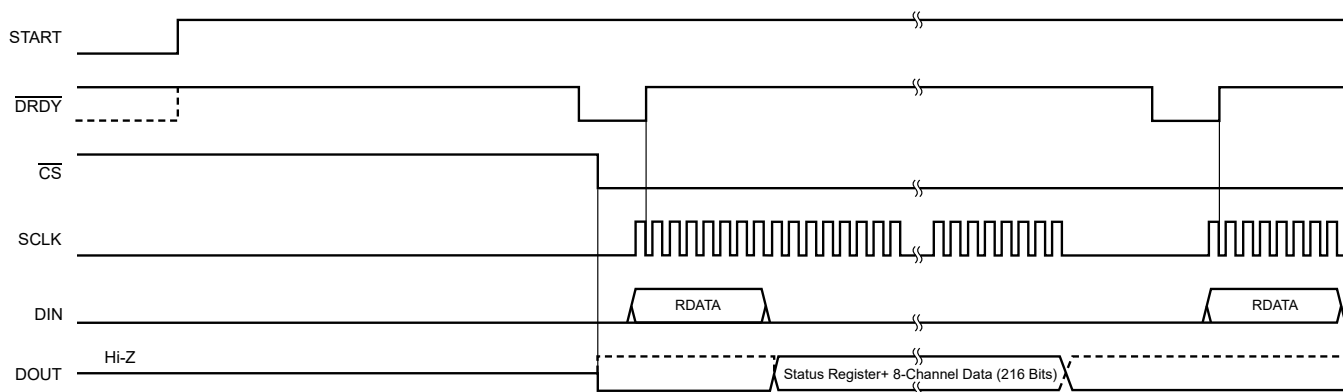 START
DRDY
CS
SCLK
DIN
RDATA RDATA
Hi-Z
DOUT
Status Register+ 8-Channel Data (216 Bits)